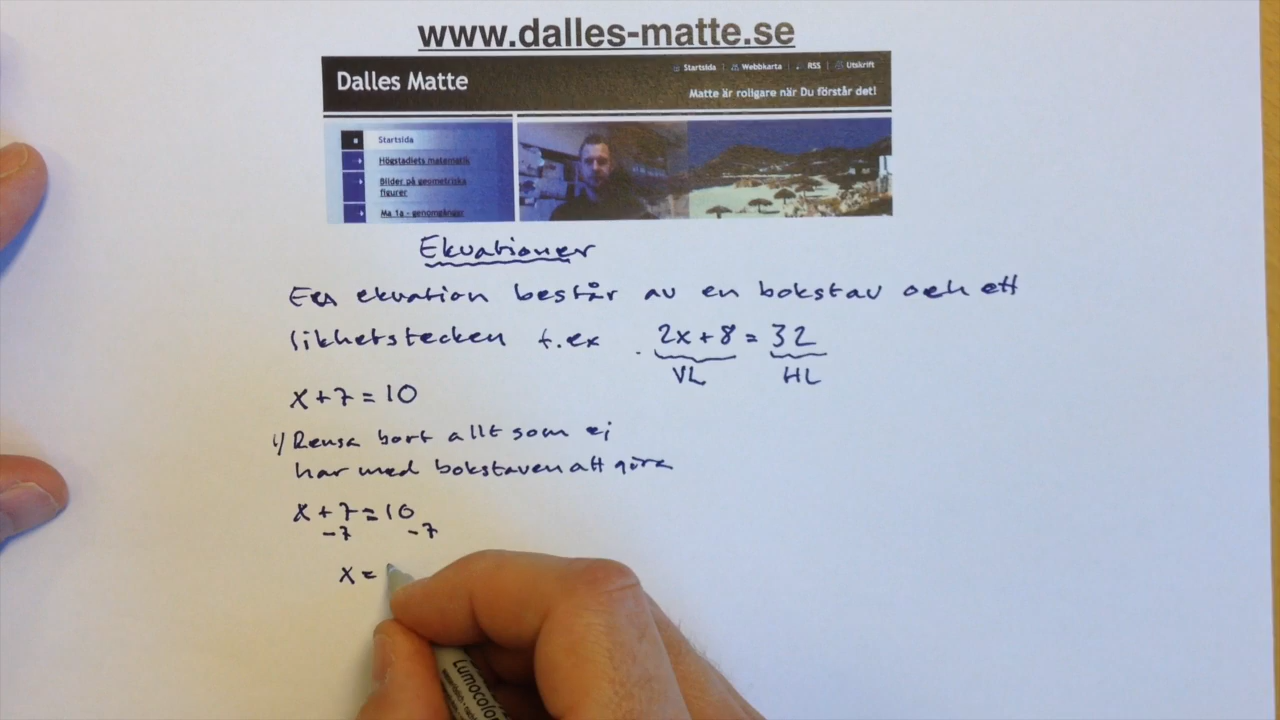 www.dalles-matte.se
Startsida | Webbkarta | RSS | Utskrift
Dalles Matte
Matte är roligare när Du förstår det!
Startsida
Högstadiets matematik
Bilder på geometriska
figurer
Ma 1a - genomgångar
Ekvationer
En ekvation består av en bokstav och ett
likhetstecken t.ex 2x+8=32
VL HL
x+7=10
1/ Rensa bort allt som ej
har med bokstaven att göra
x+7=10
-7 -7
x=
Lumocolor